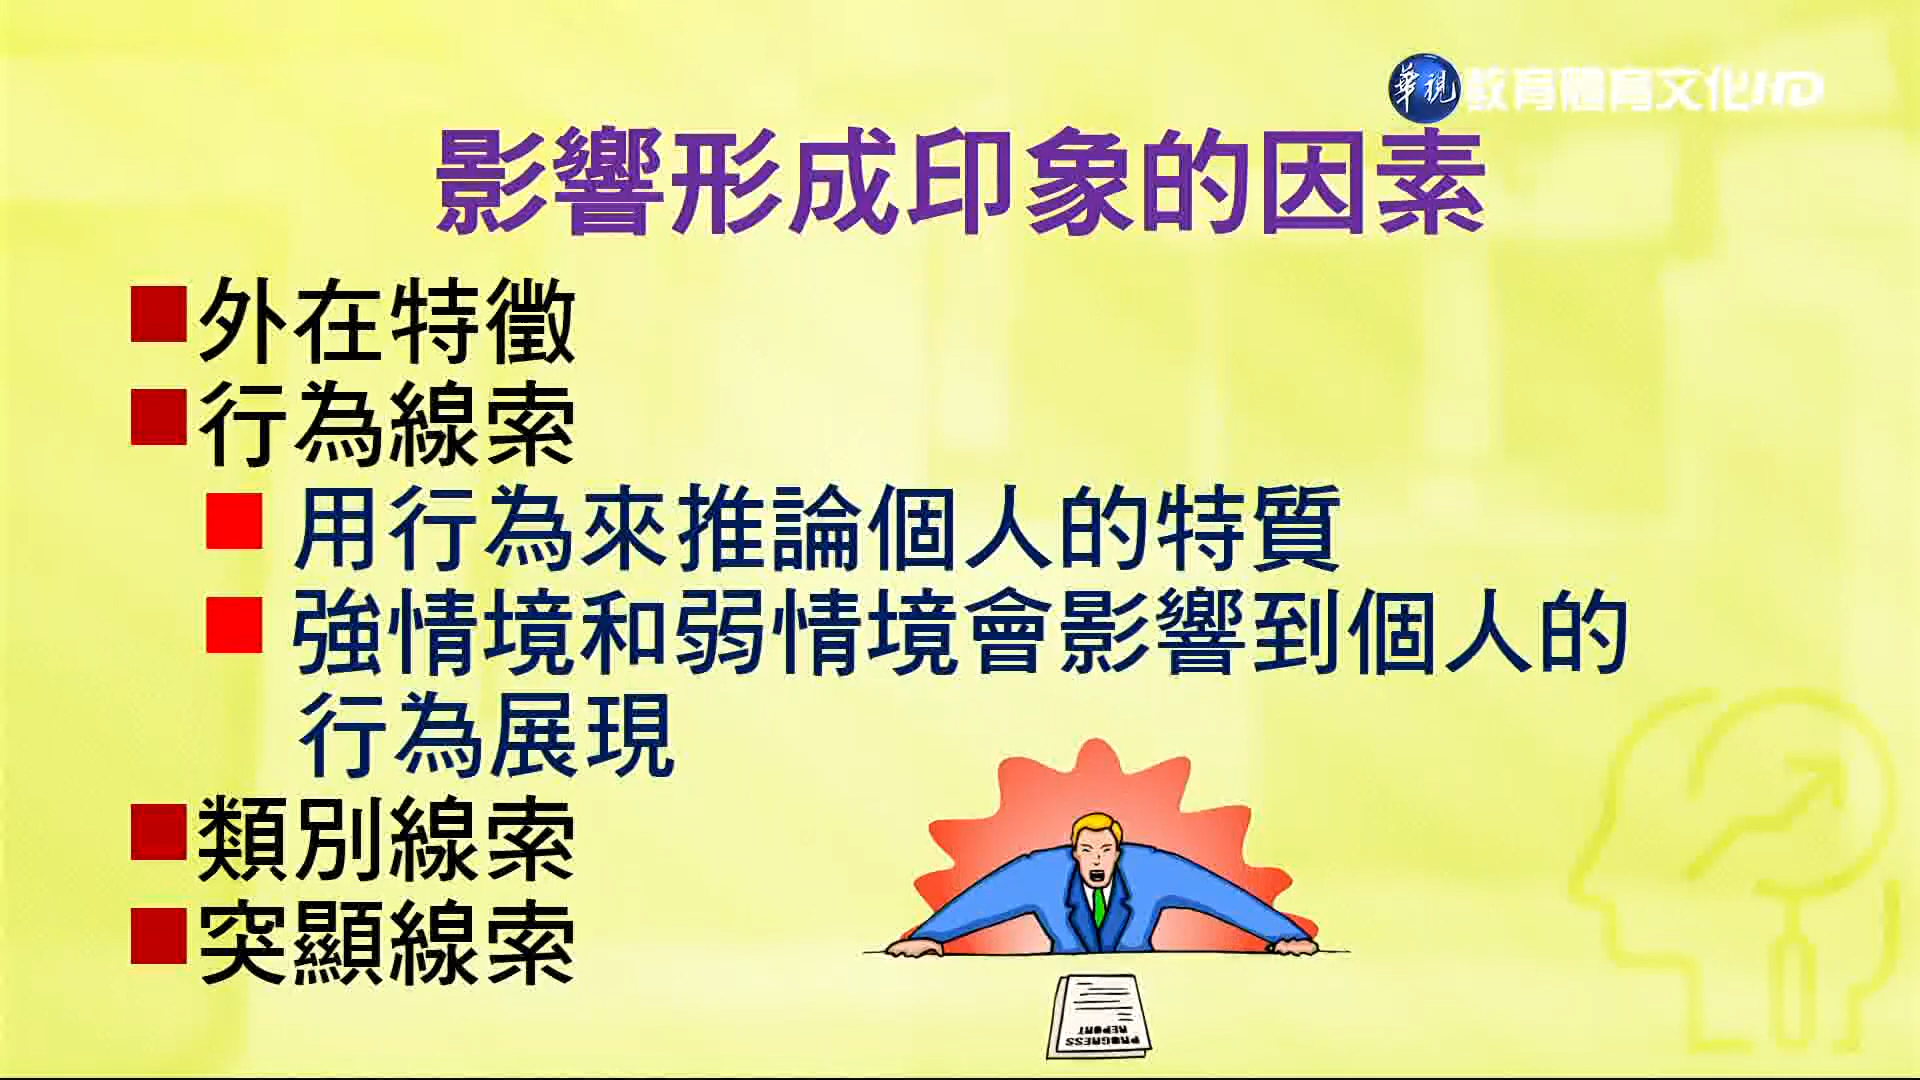 華視 教育體育文化HD
影響形成印象的因素
外在特徵
行為線索
用行為來推論個人的特質
強情境和弱情境會影響到個人的
行為展現
類別線索
突顯線索
PROGRESS
REPORT